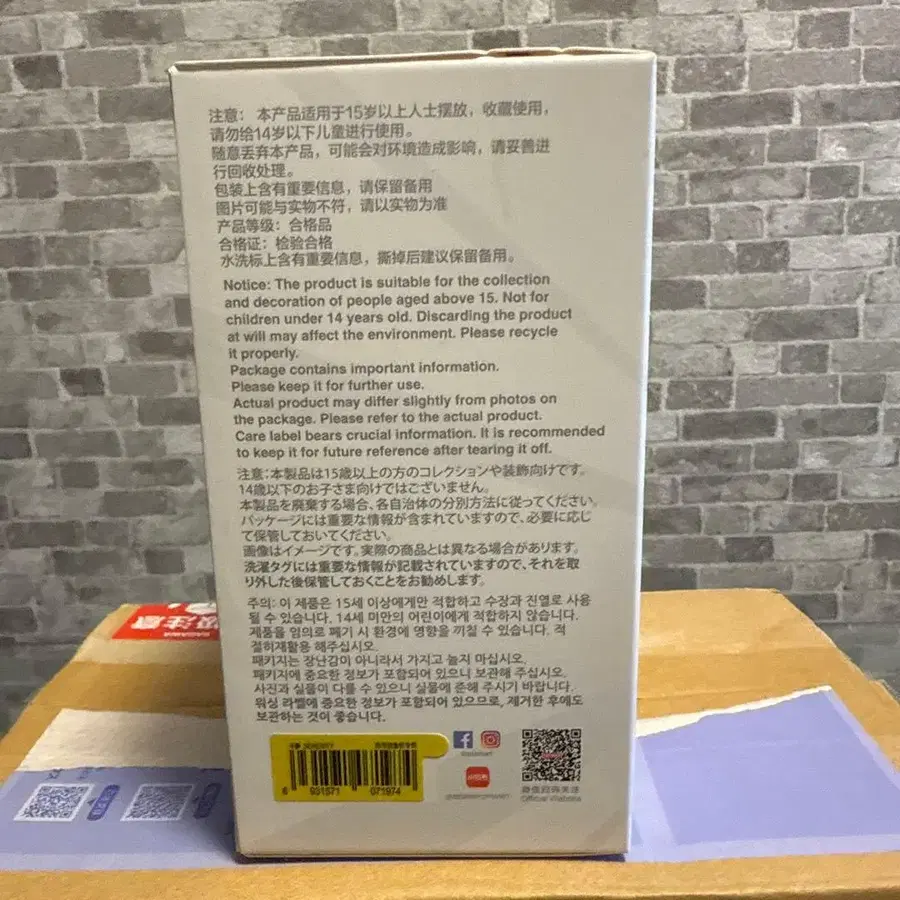 注意： 本产品适用于15岁以上人士摆放，收藏使用，
请勿给14岁以下儿童进行使用。
随意丢弃本产品，可能会对环境造成影响，请妥善进
行回收处理。
包装上含有重要信息，请保留备用
图片可能与实物不符，请以实物为准
产品等级：合格品
合格证：检验合格
水洗标上含有重要信息，撕掉后建议保留备用。
Notice: The product is suitable for the collection
and decoration of people aged above 15. Not for
children under 14 years old. Discarding the product
at will may affect the environment. Please recycle
it properly.
Package contains important information.
Please keep it for further use.
Actual product may differ slightly from photos on
the package. Please refer to the actual product.
Care label bears crucial information. It is recommended
to keep it for future reference after tearing it off.
注意：本製品は15歳以上の方のコレクションや装飾向けです。
14歳以下のお子さま向けではございません。
本製品を廃棄する場合、各自治体の分別方法に従ってください。
パッケージには重要な情報が含まれていますので、必要に応じ
て保管しておいてください。
画像はイメージです。実際の商品とは異なる場合があります。
洗濯タグには重要な情報が記載されていますので、それを取
り外した後保管しておくことをお勧めします。
주의: 이 제품은 15세 이상에게만 적합하고 수장과 진열로 사용
될 수 있습니다. 14세 미만의 어린이에게 적합하지 않습니다.
제품을 임의로 폐기 시 환경에 영향을 끼칠 수 있습니다. 적
절히재활용 해주십시오.
패키지는 장난감이 아니라서 가지고 놀지 마십시오.
패키지에 중요한 정보가 포함되어 있으니 보관해 주십시오.
사진과 실물이 다를 수 있으니 실물에 준해 주시기 바랍니다.
워싱 라벨에 중요한 정보가 포함되어 있으므로, 제거한 후에도
보관하는 것이 좋습니다.
6 931571 071974
微信扫码关注
Official Website
注意